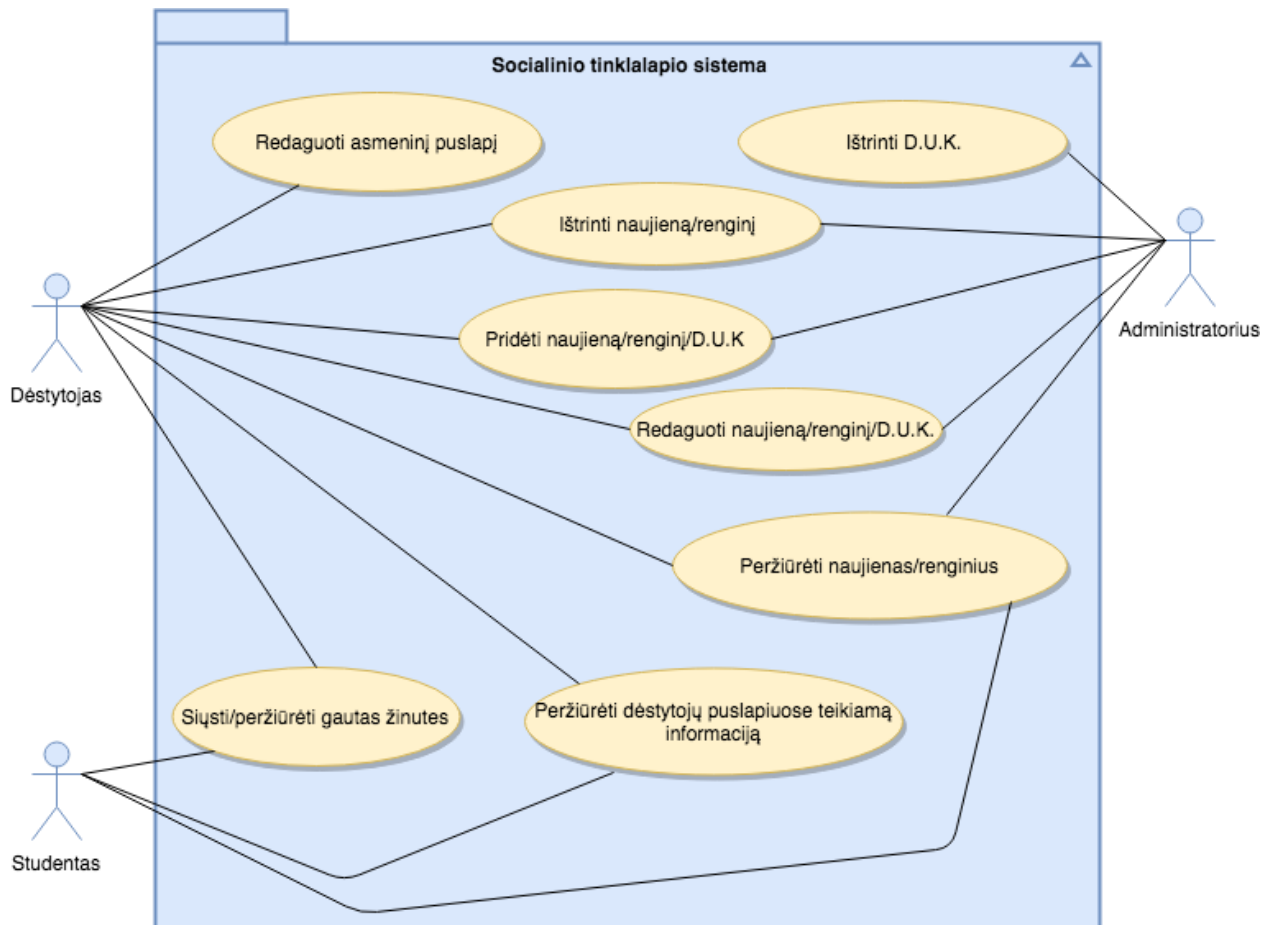 Socialinio tinklalapio sistema
Redaguoti asmeninį puslapį
Ištrinti D.U.K.
Ištrinti naujieną/renginį
Administratorius
Pridėti naujieną/renginį/D.U.K
Dėstytojas
Redaguoti naujieną/renginį/D.U.K.
Peržiūrėti naujienas/renginius
Siųsti/peržiūrėti gautas žinutes
Peržiūrėti dėstytojų puslapiuose teikiamą
informaciją
Studentas